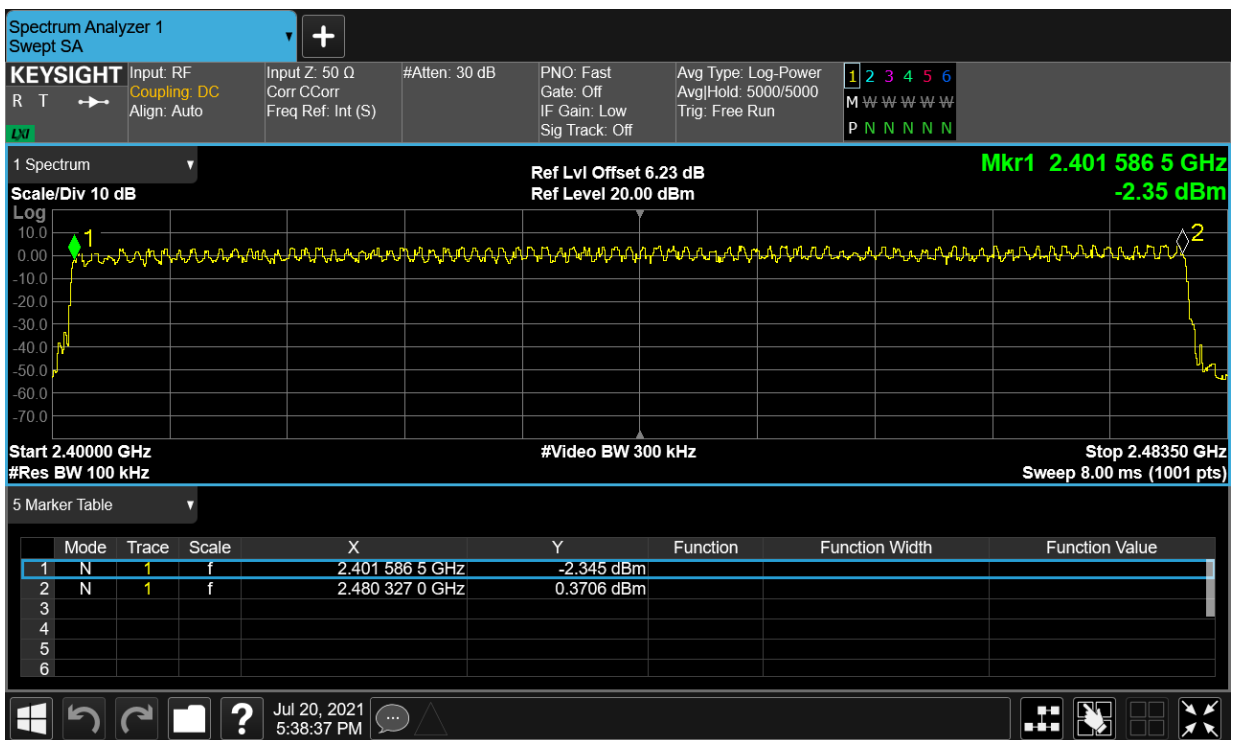 Spectrum Analyzer 1
Swept SA
KEYSIGHT
R T
LXI
Input: RF
Coupling: DC
Align: Auto
Input Z: 50 Ω
Corr CCorr
Freq Ref: Int (S)
#Atten: 30 dB
PNO: Fast
Gate: Off
IF Gain: Low
Sig Track: Off
Avg Type: Log-Power
Avg|Hold: 5000/5000
Trig: Free Run
1 2 3 4 5 6
M W W W W W
P N N N N N
1 Spectrum
Scale/Div 10 dB
Ref Lvl Offset 6.23 dB
Ref Level 20.00 dBm
Mkr1 2.401 586 5 GHz
-2.35 dBm
Log
10.0
0.00
-10.0
-20.0
-30.0
-40.0
-50.0
-60.0
-70.0
1
2
Start 2.40000 GHz
#Res BW 100 kHz
#Video BW 300 kHz
Stop 2.48350 GHz
Sweep 8.00 ms (1001 pts)
5 Marker Table
Mode Trace Scale X Y Function Function Width Function Value
1 N 1 f 2.401 586 5 GHz -2.345 dBm
2 N 1 f 2.480 327 0 GHz 0.3706 dBm
3
4
5
6
?
Jul 20, 2021
5:38:37 PM